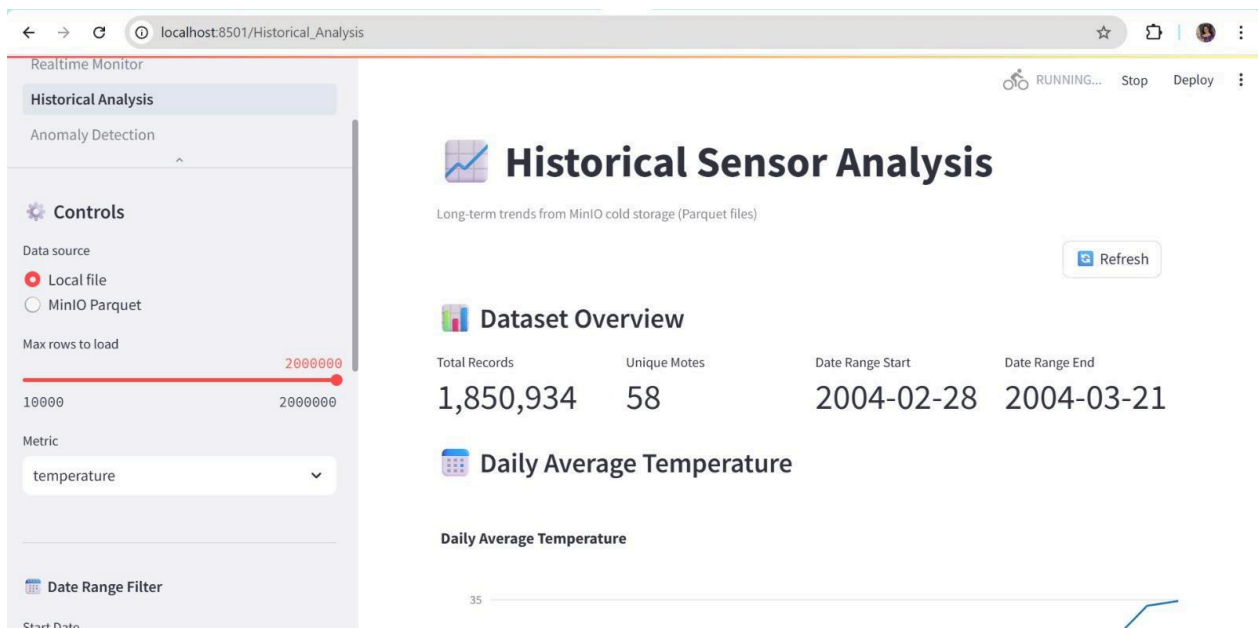 localhost:8501/Historical_Analysis
Realtime Monitor
Historical Analysis
Anomaly Detection
Controls
Data source
Local file
MinIO Parquet
Max rows to load
2000000
10000 2000000
Metric
temperature
Date Range Filter
Start Date
RUNNING... Stop Deploy
Historical Sensor Analysis
Long-term trends from MinIO cold storage (Parquet files)
Refresh
Dataset Overview
Total Records Unique Motes Date Range Start Date Range End
1,850,934 58 2004-02-28 2004-03-21
Daily Average Temperature
Daily Average Temperature
35